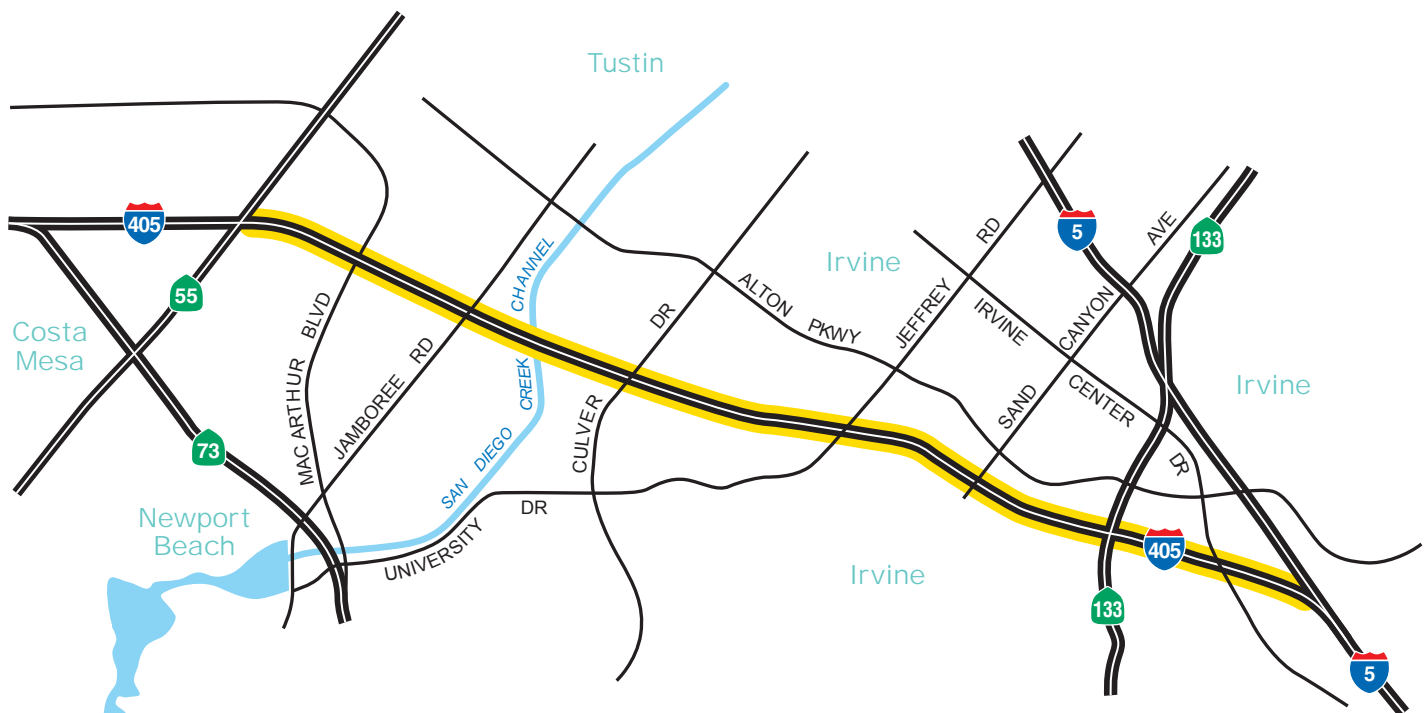 Tustin
405
55
Costa
Mesa
73
MAC ARTHUR BLVD
JAMBOREE RD
SAN DIEGO CREEK CHANNEL
CULVER DR
ALTON PKWY
Irvine
JEFFREY RD
IRVINE CENTER DR
SAND CANYON AVE
5
133
Irvine
Newport
Beach
UNIVERSITY DR
Irvine
405
133
5